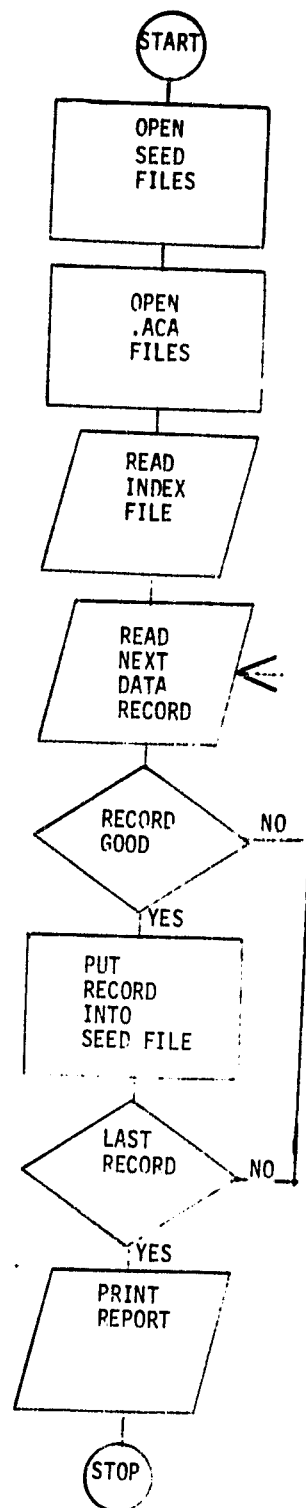 START
OPEN
SEED
FILES
OPEN
.ACA
FILES
READ
INDEX
FILE
READ
NEXT
DATA
RECORD
RECORD
GOOD
NO
YES
PUT
RECORD
INTO
SEED FILE
LAST
RECORD
NO
YES
PRINT
REPORT
STOP